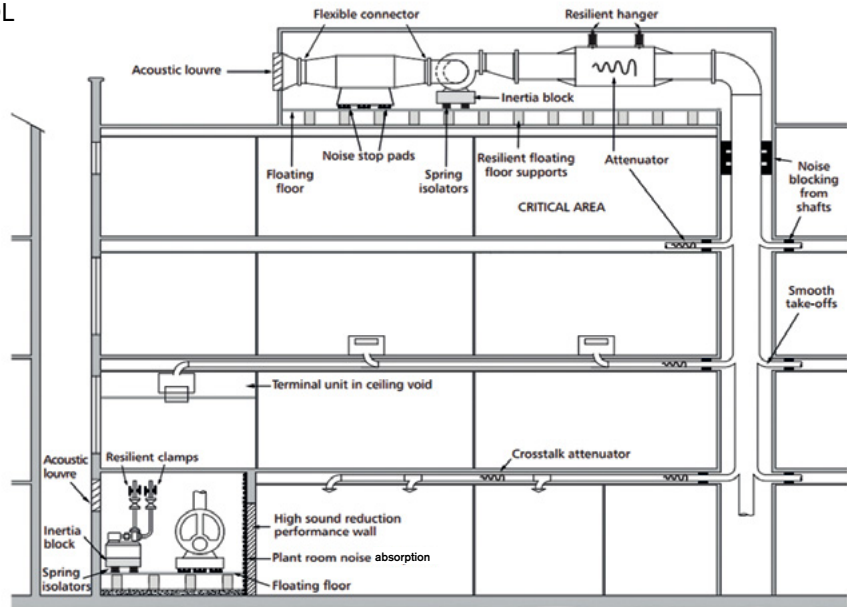 Flexible connector
Resilient hanger
Acoustic louvre
Inertia block
Noise stop pads
Floating
floor
Spring
isolators
Resilient floating
floor supports
Attenuator
Noise
blocking
from
shafts
CRITICAL AREA
Smooth
take-offs
Terminal unit in ceiling void
Acoustic
louvre
Resilient clamps
Crosstalk attenuator
High sound reduction
performance wall
Inertia
block
Plant room noise absorption
Spring
isolators
Floating floor